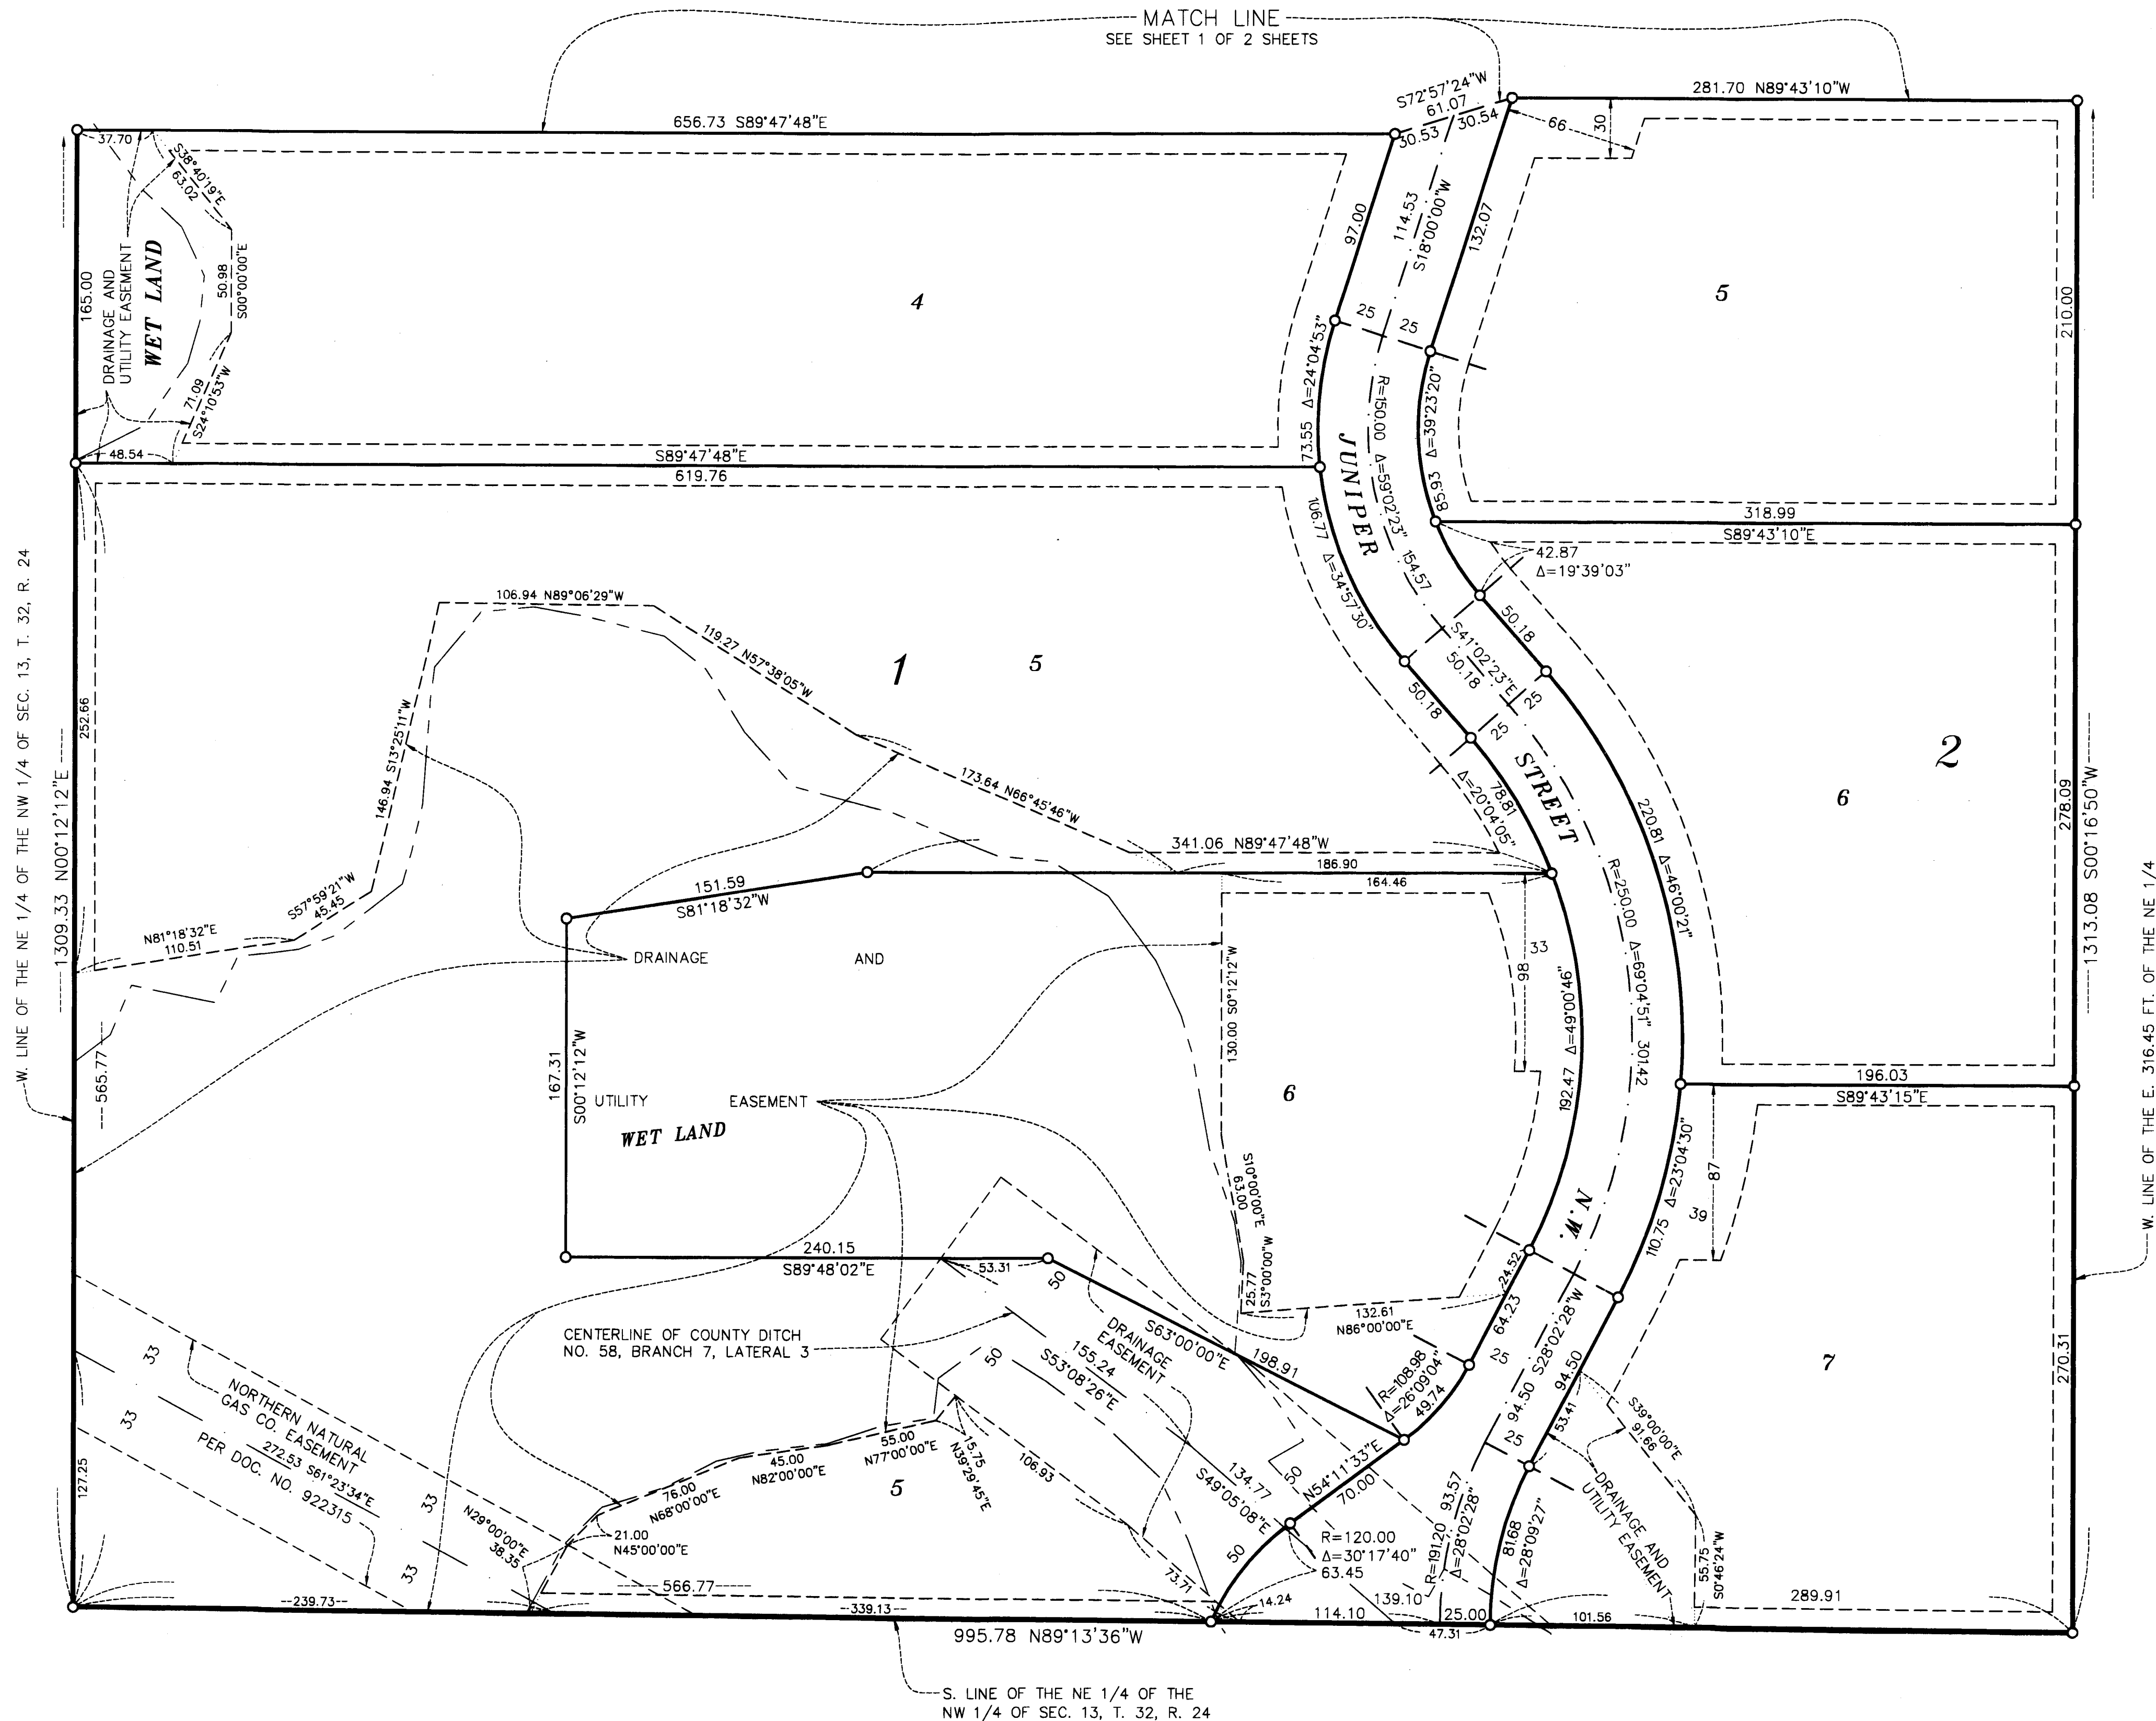 MATCH LINE
SEE SHEET 1 OF 2 SHEETS
656.73 S89°47'48"E
S72°57'24"W
61.07
30.53 30.54
281.70 N89°43'10"W
66
30
37.70
S38°40'19"E
63.02
50.98
S00°00'00"E
71.09
S24°10'53"W
48.54
165.00
DRAINAGE AND
UTILITY EASEMENT
WET LAND
4
97.00
114.53
S18°00'00"W
132.07
25
25
5
210.00
73.55 Δ=24°04'53"
R=150.00 Δ=59°02'23" 154.57
85.93 Δ=39°23'20"
S89°47'48"E
619.76
JUNIPER
318.99
S89°43'10"E
42.87
Δ=19°39'03"
106.77 Δ=34°57'30"
50.18
S41°02'23"E
50.18
50.18
25
25
W. LINE OF THE NE 1/4 OF THE NW 1/4 OF SEC. 13, T. 32, R. 24
1309.33 N00°12'12"E
252.66
106.94 N89°06'29"W
119.27 N57°38'05"W
1
5
146.94 S13°25'11"W
173.64 N66°45'46"W
341.06 N89°47'48"W
186.90
164.46
Δ=20°04'05"
78.81
STREET
220.81 Δ=46°00'21"
2
6
278.09
1313.08 S00°16'50"W
W. LINE OF THE E. 316.45 FT. OF THE NE 1/4
S57°59'21"W
45.45
N81°18'32"E
110.51
151.59
S81°18'32"W
DRAINAGE AND
UTILITY EASEMENT
WET LAND
565.77
167.31
S00°12'12"W
130.00 S0°12'12"W
98
33
6
192.47 Δ=49°00'46"
R=250.00 Δ=69°04'51" 301.42
196.03
S89°43'15"E
87
39
110.75 Δ=23°04'30"
S10°00'00"E
63.00
25.77
S3°00'00"W
N.W.
240.15
S89°48'02"E
53.31
50
132.61
N86°00'00"E
24.52
64.23
25
S28°02'28"W
94.50
94.50
53.41
25
7
270.31
CENTERLINE OF COUNTY DITCH
NO. 58, BRANCH 7, LATERAL 3
DRAINAGE
EASEMENT
S63°00'00"E
198.91
155.24
S53°08'26"E
50
R=108.98
Δ=26°09'04"
49.74
S39°00'00"E
91.66
33
33
33
33
NORTHERN NATURAL
GAS CO. EASEMENT
272.53 S61°23'34"E
PER DOC. NO. 922315
127.25
N29°00'00"E
38.35
76.00
N68°00'00"E
45.00
N82°00'00"E
55.00
N77°00'00"E
15.75
N39°29'45"E
21.00
N45°00'00"E
5
106.93
134.77
S49°05'08"E
50
N54°11'33"E
70.00
R=120.00
Δ=30°17'40"
63.45
50
R=191.20 93.57
Δ=28°02'28"
81.68
Δ=28°09'27"
DRAINAGE AND
UTILITY EASEMENT
55.75
S0°46'24"W
566.77
73.71
239.73
339.13
14.24
139.10
114.10
25.00
47.31
101.56
289.91
995.78 N89°13'36"W
S. LINE OF THE NE 1/4 OF THE
NW 1/4 OF SEC. 13, T. 32, R. 24